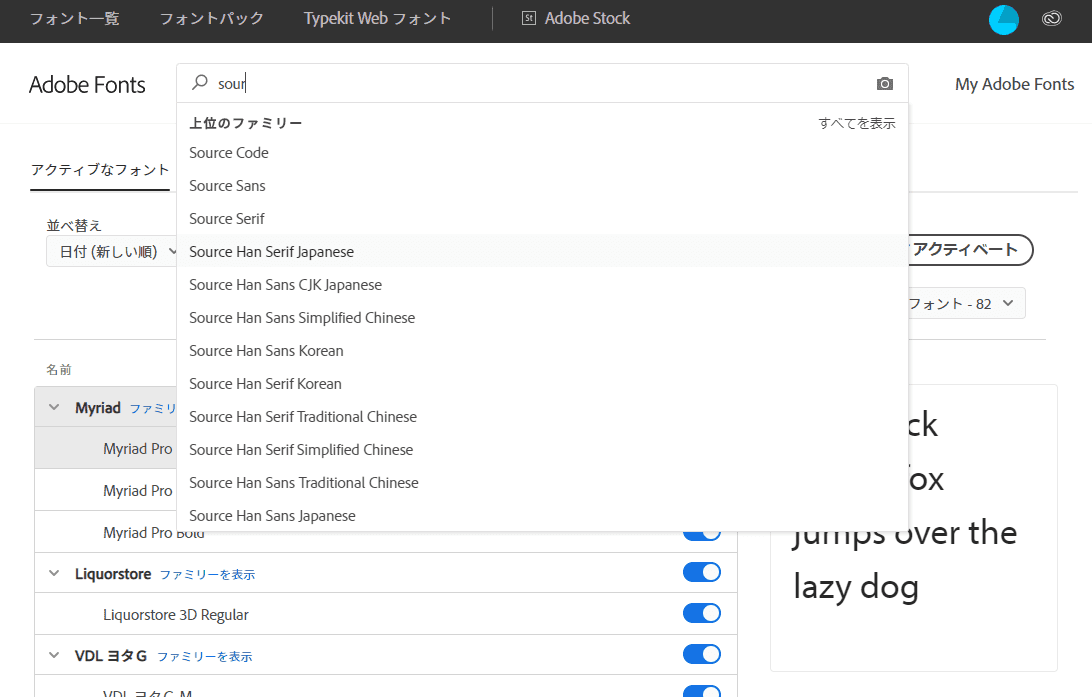 フォント一覧 フォントパック Typekit Web フォント St Adobe Stock
Adobe Fonts sour My Adobe Fonts
上位のファミリー すべてを表示
Source Code
アクティブなフォント
Source Sans
Source Serif
並べ替え
日付 (新しい順) Source Han Serif Japanese アクティベート
Source Han Sans CJK Japanese
フォント - 82
Source Han Sans Simplified Chinese
Source Han Sans Korean
名前
Source Han Serif Korean
Myriad ファミリ Source Han Serif Traditional Chinese ck
Myriad Pro Source Han Serif Simplified Chinese
Myriad Pro Source Han Sans Traditional Chinese fox
Source Han Sans Japanese
Myriad Pro Bold jumps over the
Liquorstore ファミリーを表示 lazy dog
Liquorstore 3D Regular
VDL ヨタG ファミリーを表示
VDL ヨタG M